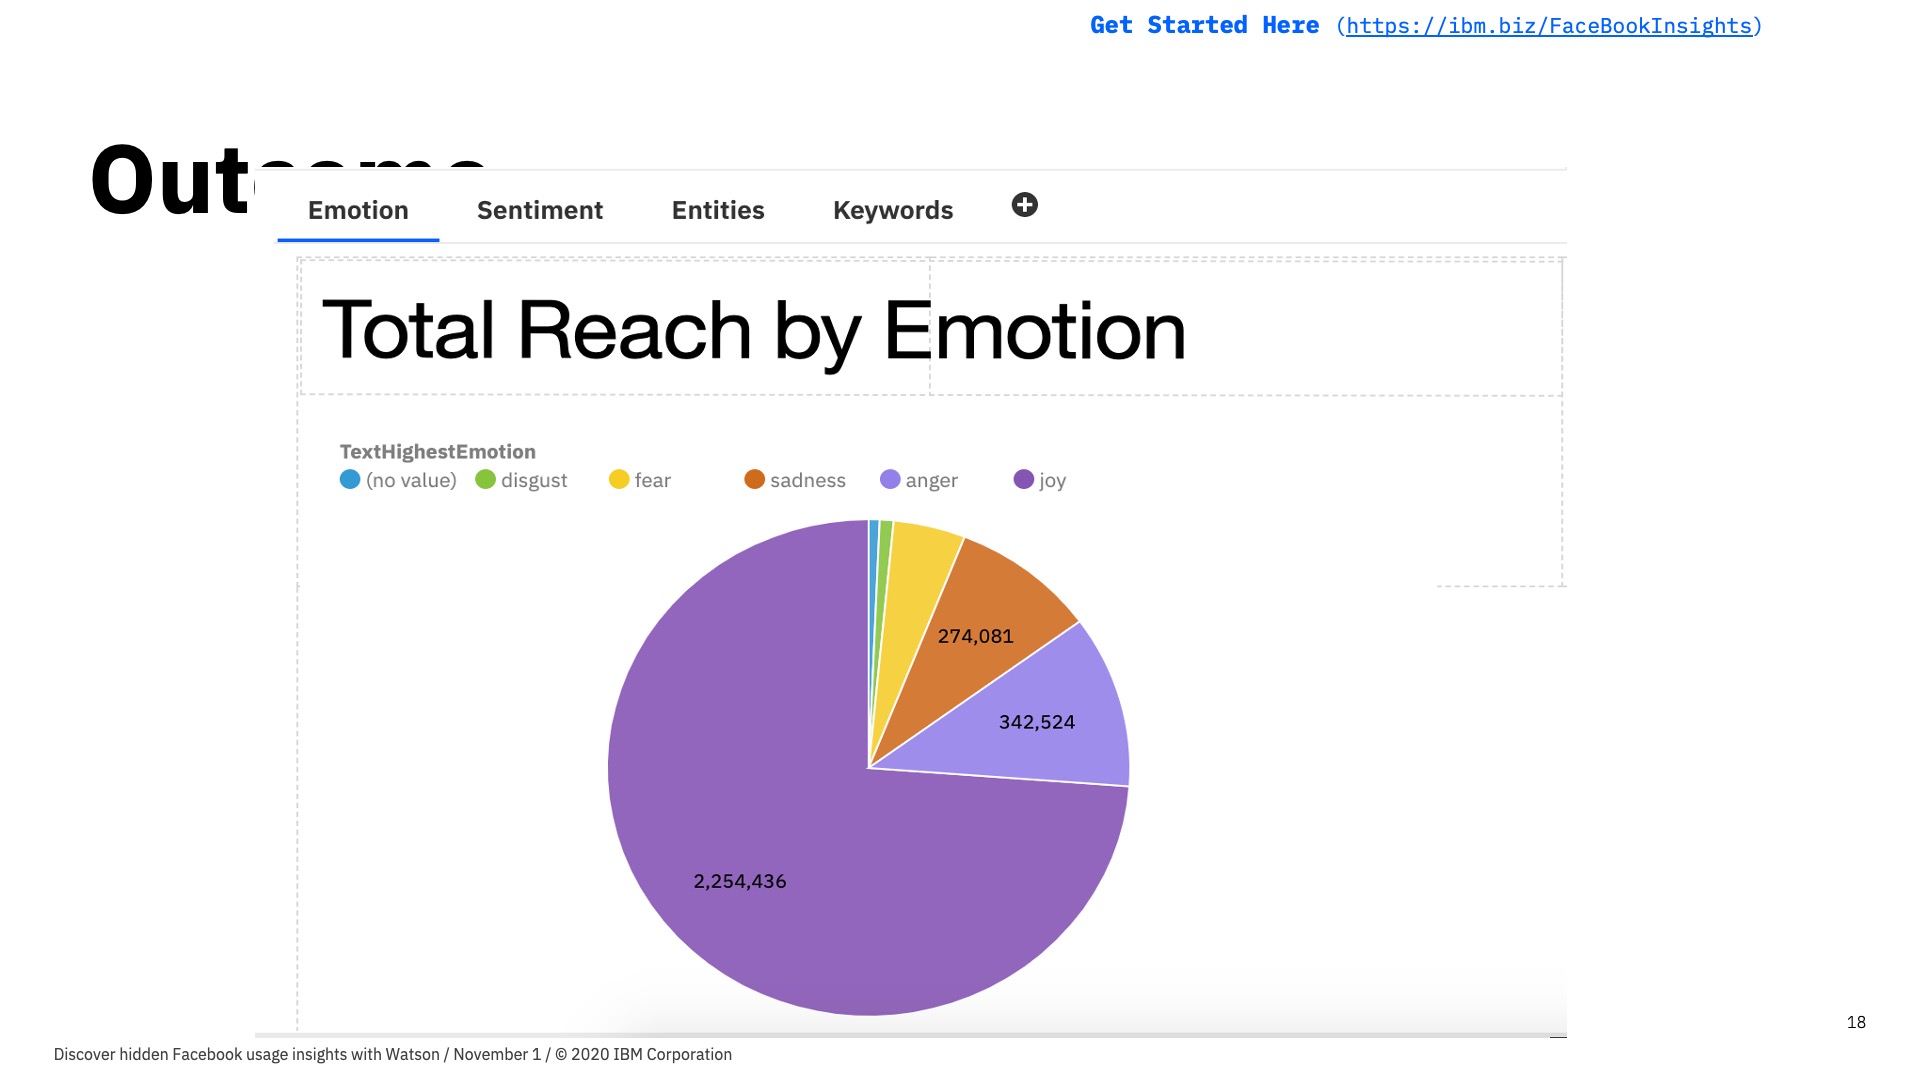 Get Started Here (https://ibm.biz/FaceBookInsights)
Outcome
Emotion Sentiment Entities Keywords
Total Reach by Emotion
TextHighestEmotion
(no value) disgust fear sadness anger joy
274,081
342,524
2,254,436
18
Discover hidden Facebook usage insights with Watson / November 1 / © 2020 IBM Corporation